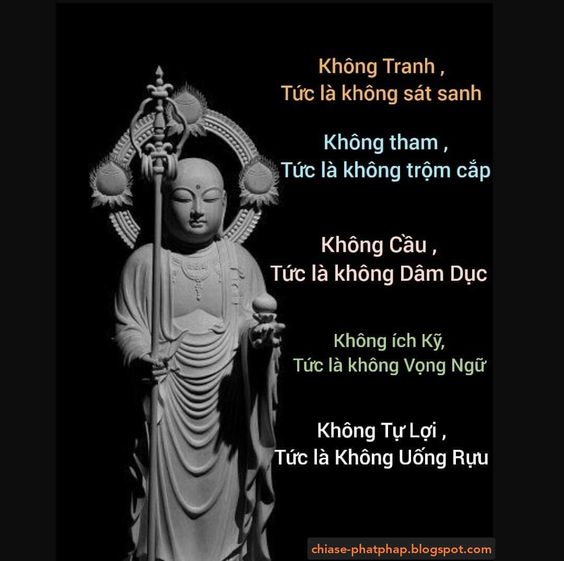 Không Tranh ,
Tức là không sát sanh
Không tham ,
Tức là không trộm cắp
Không Cầu ,
Tức là không Dâm Dục
Không ích Kỹ,
Tức là không Vọng Ngữ
Không Tự Lợi ,
Tức là Không Uống Rựu
chiase-phatphap.blogspot.com